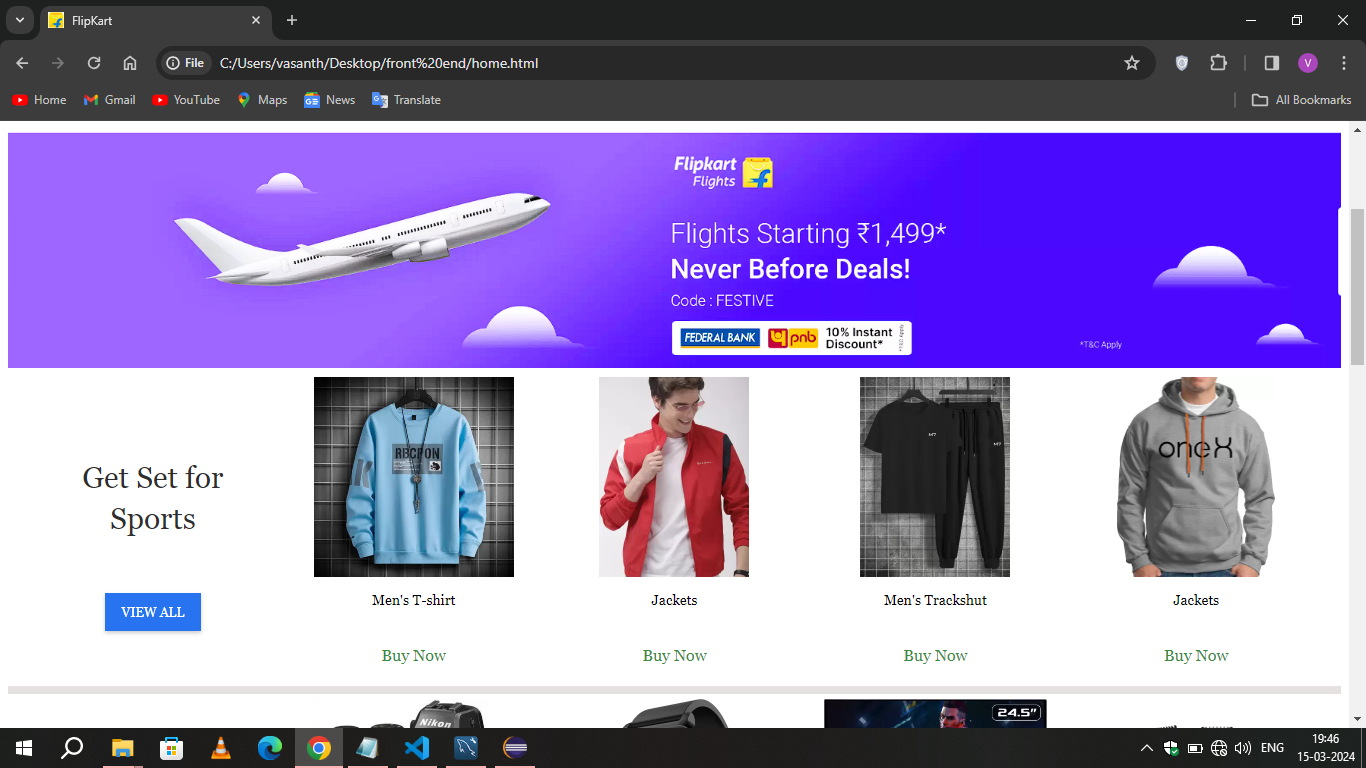 FlipKart
File
C:/Users/vasanth/Desktop/front%20end/home.html
Home
Gmail
YouTube
Maps
News
Translate
All Bookmarks
V
Flipkart
Flights
Flights Starting ₹1,499*
Never Before Deals!
Code : FESTIVE
FEDERAL BANK
pnb
10% Instant
Discount*
*T&C Apply
*T&C Apply
Get Set for
Sports
VIEW ALL
oneX
Men's T-shirt
Jackets
Men's Trackshut
Jackets
Buy Now
Buy Now
Buy Now
Buy Now
Nikon
24.5"
ENG
19:46
15-03-2024